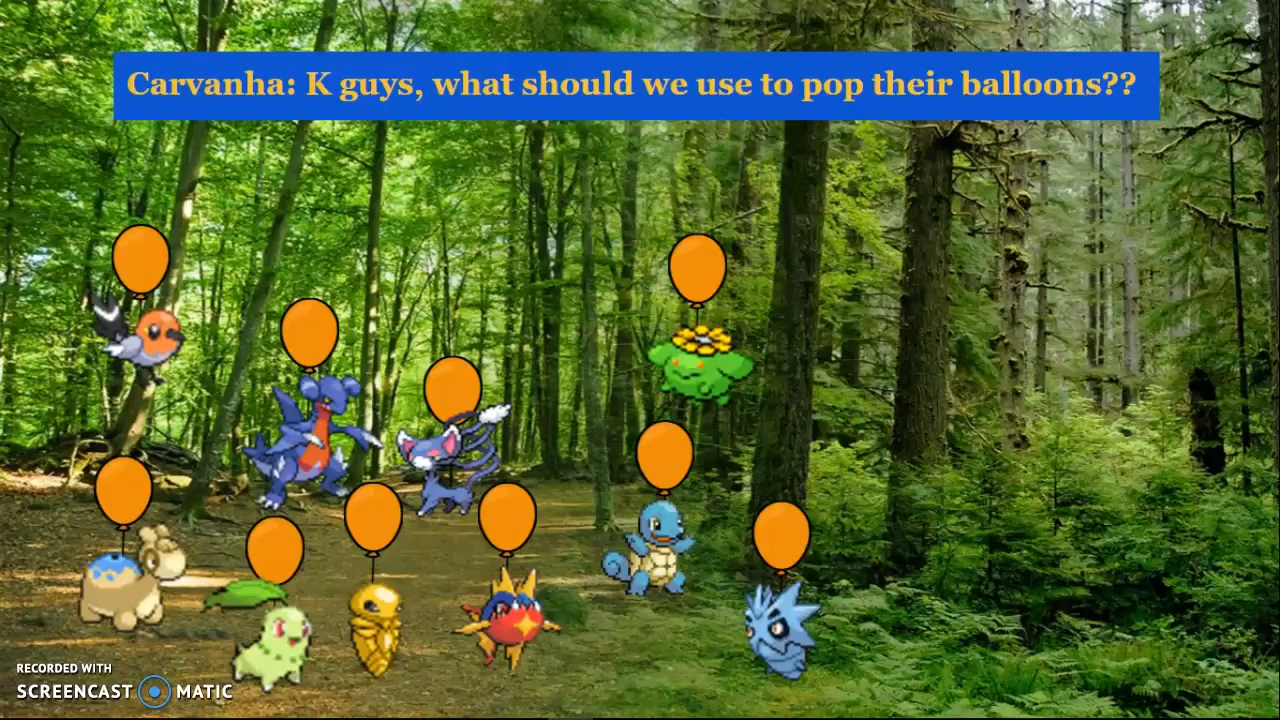 Carvanha: K guys, what should we use to pop their balloons??
RECORDED WITH
SCREENCAST MATIC